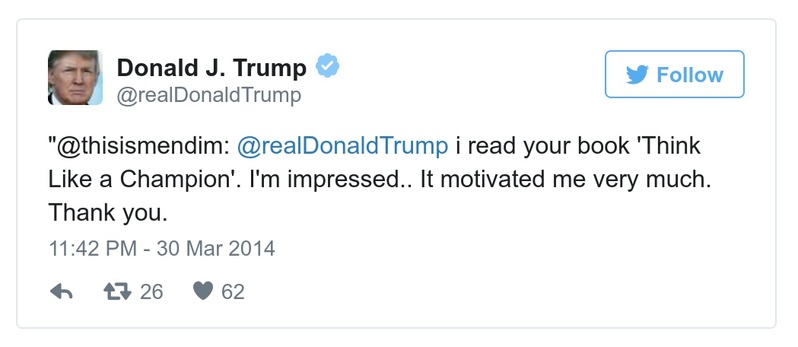 Donald J. Trump
Follow
@realDonaldTrump
"@thisismendim: @realDonaldTrump i read your book 'Think
Like a Champion'. I'm impressed.. It motivated me very much.
Thank you.
11:42 PM - 30 Mar 2014
26 62